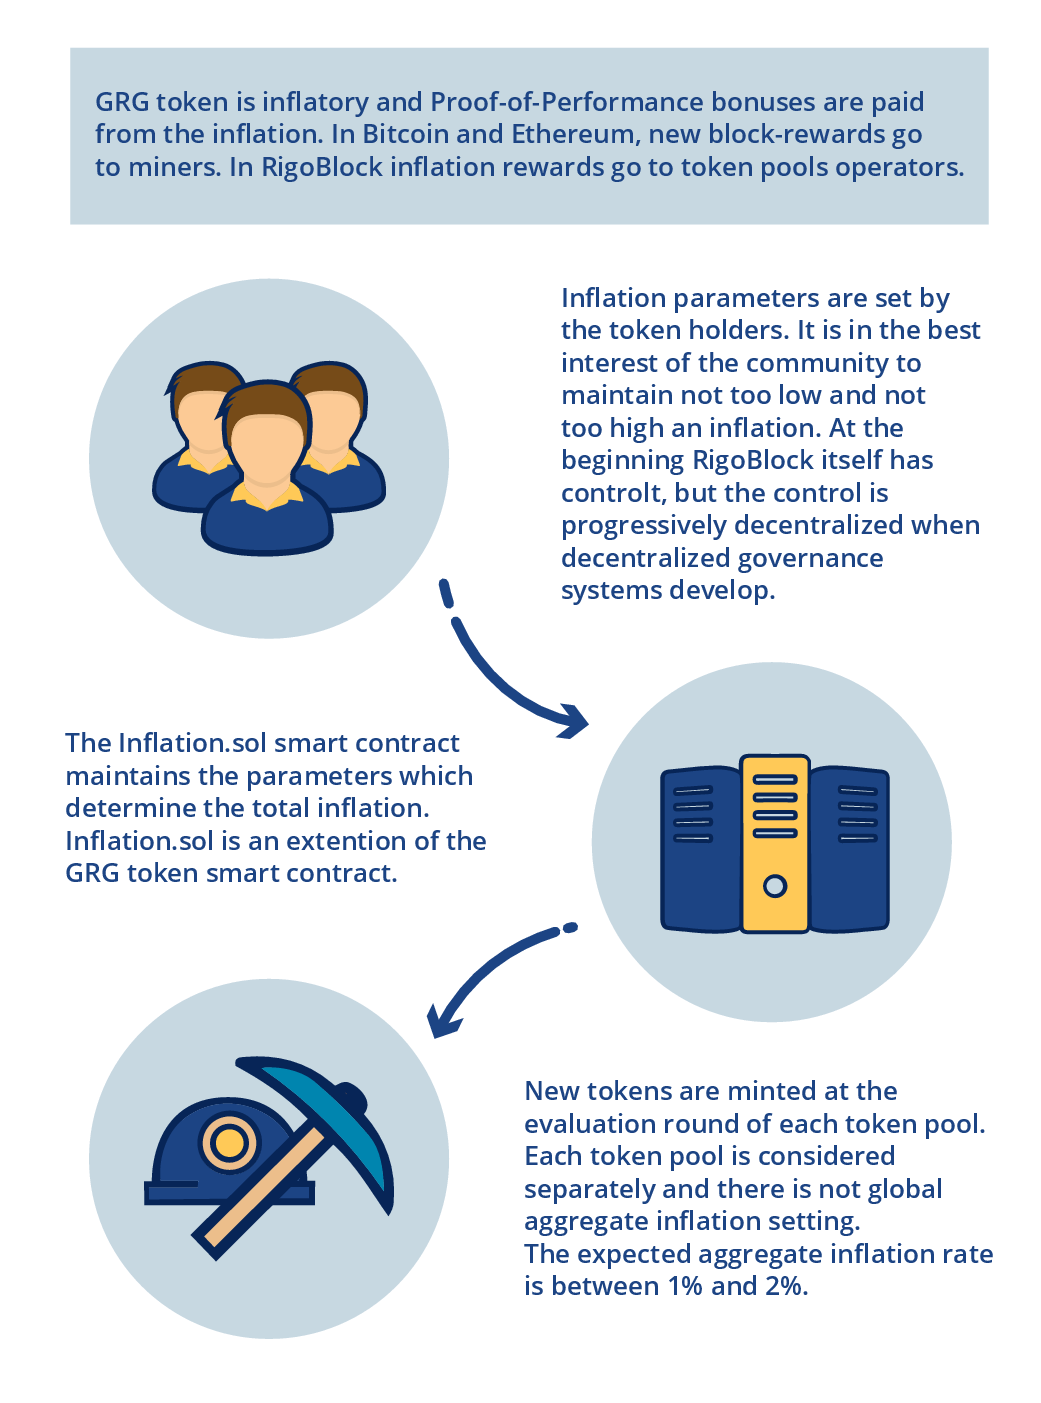 GRG token is inflatory and Proof-of-Performance bonuses are paid
from the inflation. In Bitcoin and Ethereum, new block-rewards go
to miners. In RigoBlock inflation rewards go to token pools operators.
Inflation parameters are set by
the token holders. It is in the best
interest of the community to
maintain not too low and not
too high an inflation. At the
beginning RigoBlock itself has
controlt, but the control is
progressively decentralized when
decentralized governance
systems develop.
The Inflation.sol smart contract
maintains the parameters which
determine the total inflation.
Inflation.sol is an extention of the
GRG token smart contract.
New tokens are minted at the
evaluation round of each token pool.
Each token pool is considered
separately and there is not global
aggregate inflation setting.
The expected aggregate inflation rate
is between 1% and 2%.